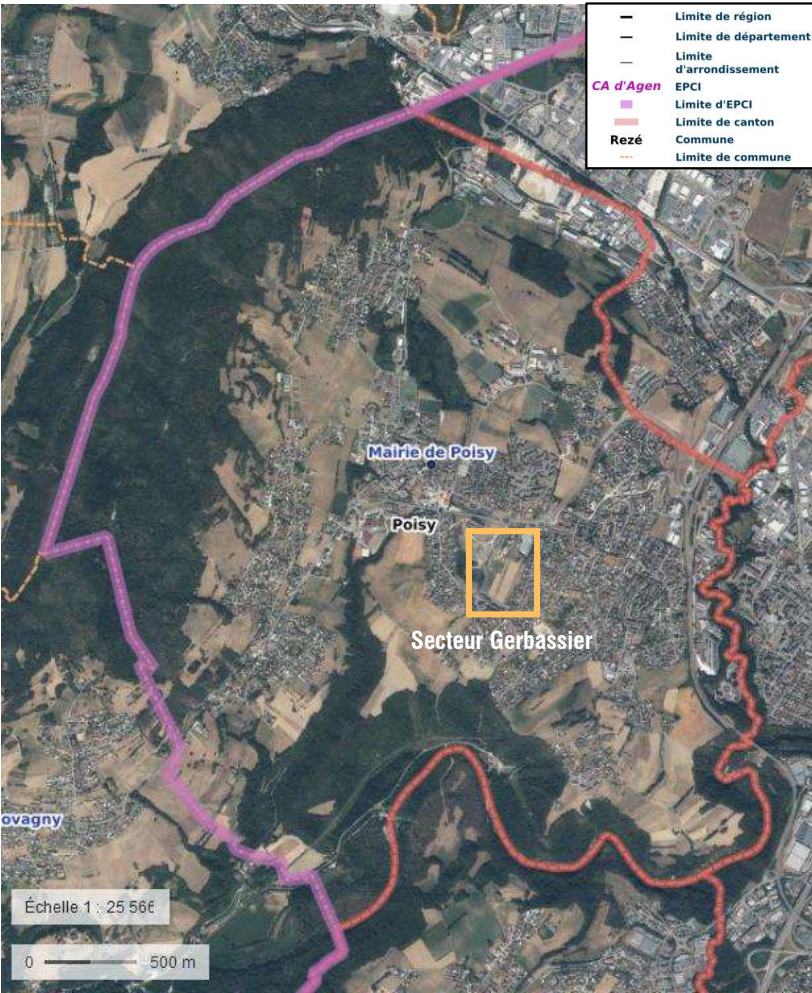 Limite de région
Limite de département
Limite
d'arrondissement
CA d'Agen EPCI
Limite d'EPCI
Limite de canton
Rezé Commune
Limite de commune
Mairie de Poisy
Poisy
Secteur Gerbassier
ovagny
Échelle 1 : 25 566
0 500 m